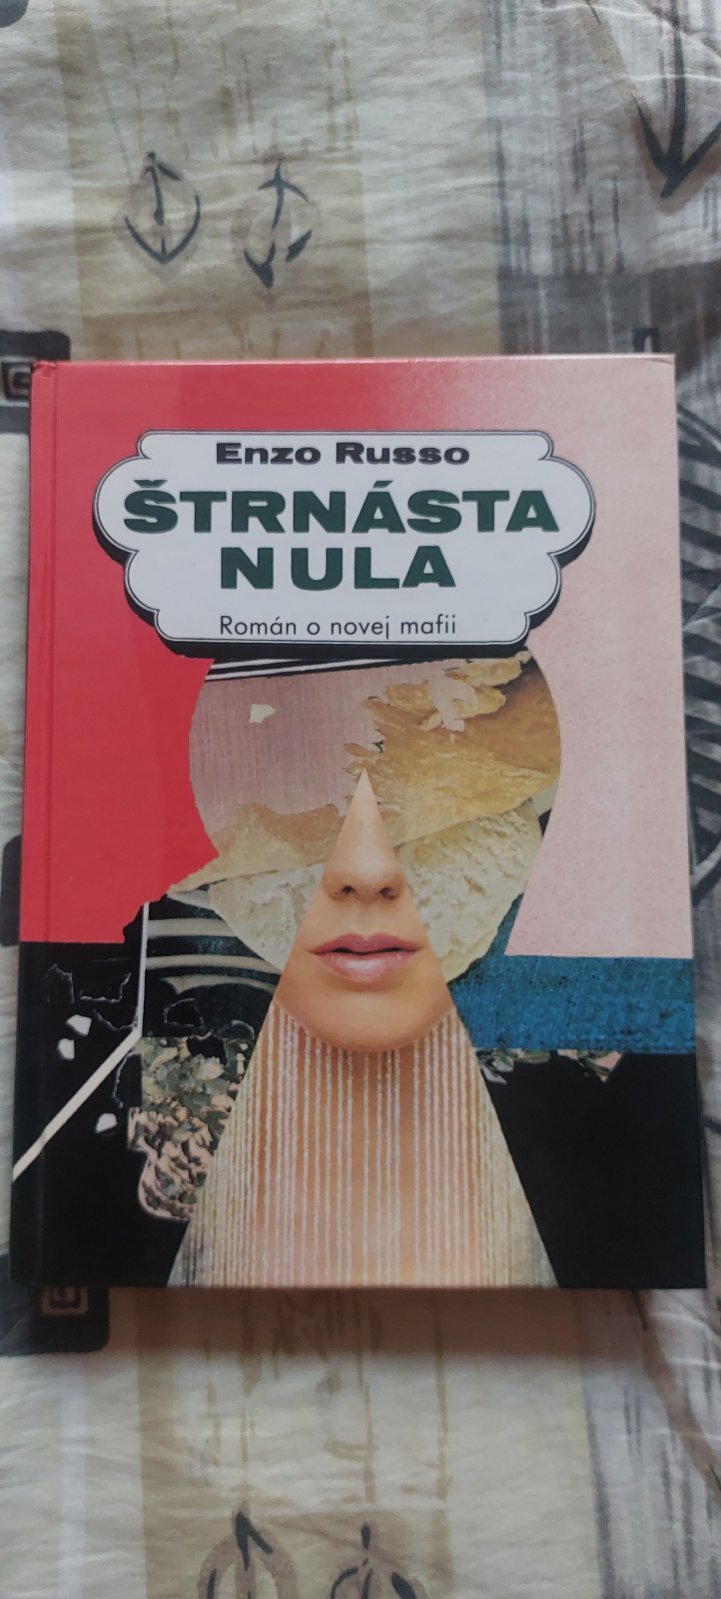 Enzo Russo
ŠTRNÁSTA
NULA
Román o novej mafii